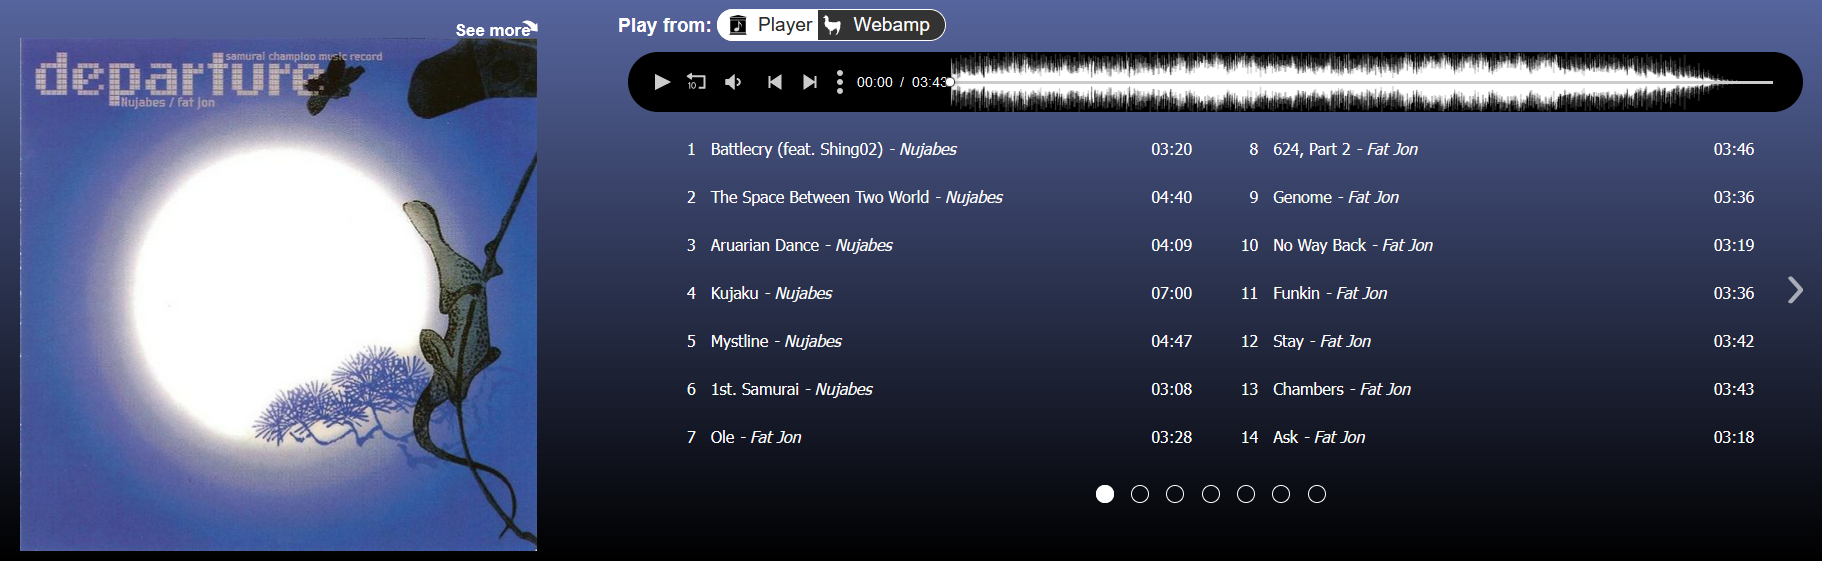 See more
samurai champloo music record
departure
Nujabes / fat jon
Play from: Player Webamp
10
00:00 / 03:43
1 Battlecry (feat. Shing02) - Nujabes 03:20
2 The Space Between Two World - Nujabes 04:40
3 Aruarian Dance - Nujabes 04:09
4 Kujaku - Nujabes 07:00
5 Mystline - Nujabes 04:47
6 1st. Samurai - Nujabes 03:08
7 Ole - Fat Jon 03:28
8 624, Part 2 - Fat Jon 03:46
9 Genome - Fat Jon 03:36
10 No Way Back - Fat Jon 03:19
11 Funkin - Fat Jon 03:36
12 Stay - Fat Jon 03:42
13 Chambers - Fat Jon 03:43
14 Ask - Fat Jon 03:18